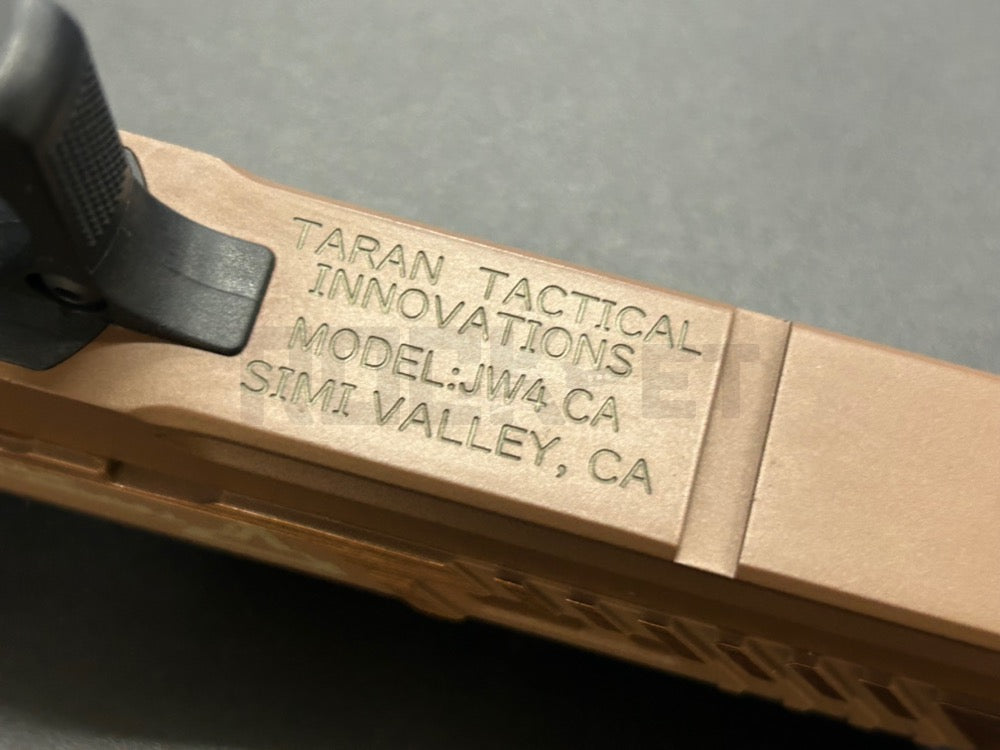 TARAN TACTICAL
INNOVATIONS
MODEL:JW4 CA
SIMI VALLEY, CA